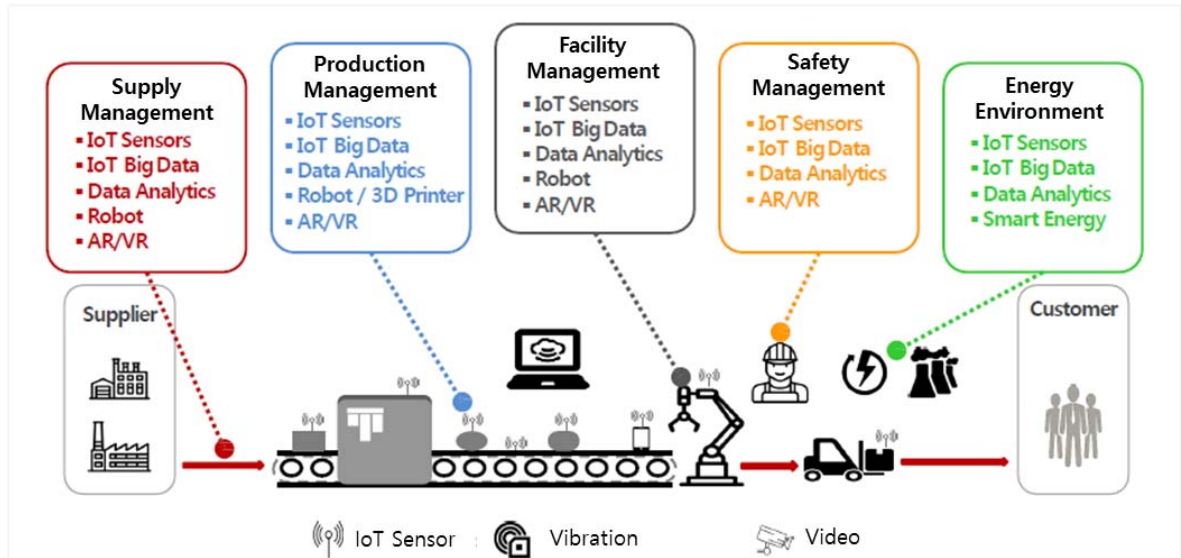 Supply
Management
▪ IoT Sensors
▪ IoT Big Data
▪ Data Analytics
▪ Robot
▪ AR/VR
Production
Management
▪ IoT Sensors
▪ IoT Big Data
▪ Data Analytics
▪ Robot / 3D Printer
▪ AR/VR
Facility
Management
▪ IoT Sensors
▪ IoT Big Data
▪ Data Analytics
▪ Robot
▪ AR/VR
Safety
Management
▪ IoT Sensors
▪ IoT Big Data
▪ Data Analytics
▪ AR/VR
Energy
Environment
▪ IoT Sensors
▪ IoT Big Data
▪ Data Analytics
▪ Smart Energy
Supplier
Customer
IoT Sensor
Vibration
Video